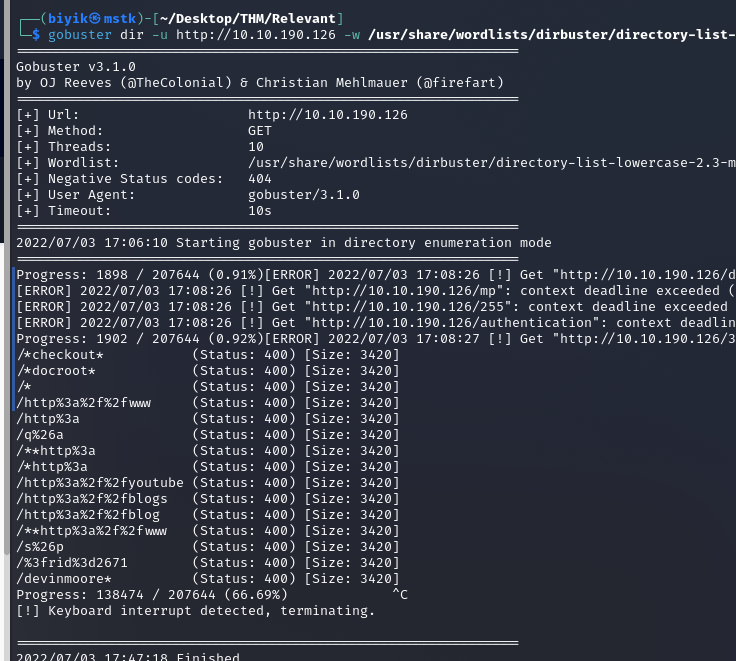 ┌──(biyik㉿mstk)-[~/Desktop/THM/Relevant]
└─$ gobuster dir -u http://10.10.190.126 -w /usr/share/wordlists/dirbuster/directory-list-
===============================================================
Gobuster v3.1.0
by OJ Reeves (@TheColonial) & Christian Mehlmauer (@firefart)
===============================================================
[+] Url:                     http://10.10.190.126
[+] Method:                  GET
[+] Threads:                 10
[+] Wordlist:                /usr/share/wordlists/dirbuster/directory-list-lowercase-2.3-m
[+] Negative Status codes:   404
[+] User Agent:              gobuster/3.1.0
[+] Timeout:                 10s
===============================================================
2022/07/03 17:06:10 Starting gobuster in directory enumeration mode
===============================================================
Progress: 1898 / 207644 (0.91%)[ERROR] 2022/07/03 17:08:26 [!] Get "http://10.10.190.126/d
[ERROR] 2022/07/03 17:08:26 [!] Get "http://10.10.190.126/mp": context deadline exceeded (
[ERROR] 2022/07/03 17:08:26 [!] Get "http://10.10.190.126/255": context deadline exceeded
[ERROR] 2022/07/03 17:08:26 [!] Get "http://10.10.190.126/authentication": context deadlin
Progress: 1902 / 207644 (0.92%)[ERROR] 2022/07/03 17:08:27 [!] Get "http://10.10.190.126/3
/*checkout*           (Status: 400) [Size: 3420]
/*docroot*            (Status: 400) [Size: 3420]
/*                    (Status: 400) [Size: 3420]
/http%3a%2f%2fwww     (Status: 400) [Size: 3420]
/http%3a              (Status: 400) [Size: 3420]
/q%26a                (Status: 400) [Size: 3420]
/**http%3a            (Status: 400) [Size: 3420]
/*http%3a             (Status: 400) [Size: 3420]
/http%3a%2f%2fyoutube (Status: 400) [Size: 3420]
/http%3a%2f%2fblogs   (Status: 400) [Size: 3420]
/http%3a%2f%2fblog    (Status: 400) [Size: 3420]
/**http%3a%2f%2fwww   (Status: 400) [Size: 3420]
/s%26p                (Status: 400) [Size: 3420]
/%3frid%3d2671        (Status: 400) [Size: 3420]
/devinmoore*          (Status: 400) [Size: 3420]
Progress: 138474 / 207644 (66.69%)             ^C
[!] Keyboard interrupt detected, terminating.
===============================================================
2022/07/03 17:47:18 Finished